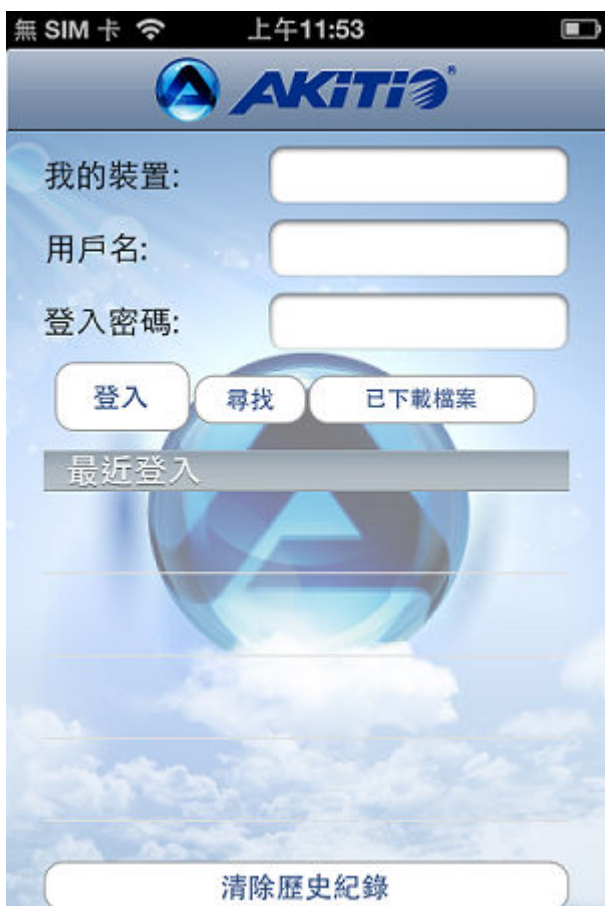 無 SIM 卡 上午11:53
AKiTiO®
我的裝置:
用戶名:
登入密碼:
登入 尋找 已下載檔案
最近登入
清除歷史紀錄